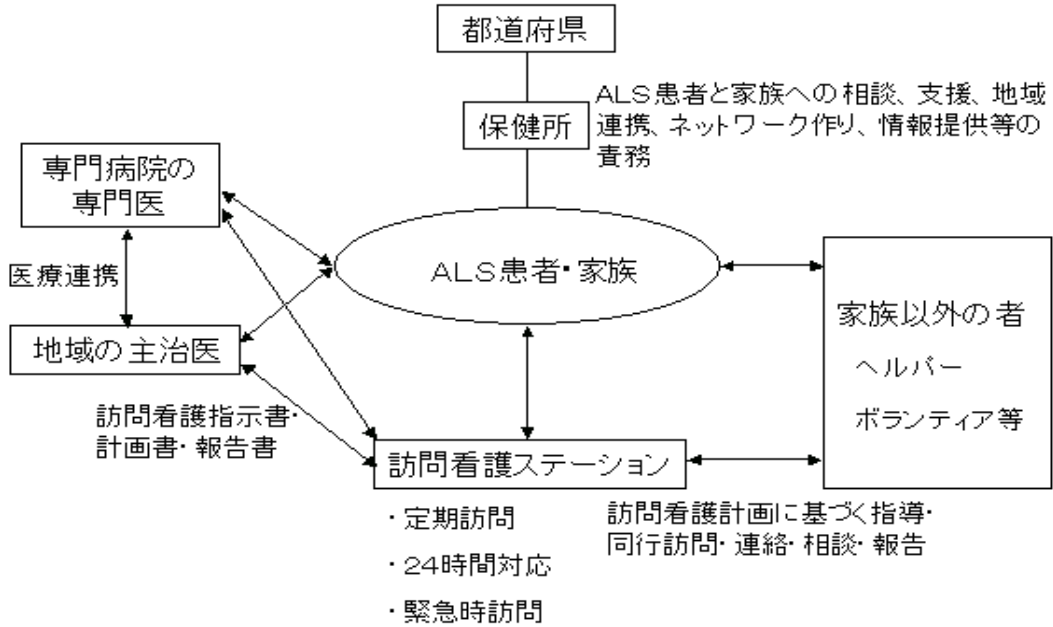 都道府県
保健所
ALS患者と家族への相談、支援、地域
連携、ネットワーク作り、情報提供等の
責務
専門病院の
専門医
医療連携
ALS患者・家族
地域の主治医
家族以外の者
ヘルパー
ボランティア等
訪問看護指示書・
計画書・報告書
訪問看護ステーション
・定期訪問
・24時間対応
・緊急時訪問
訪問看護計画に基づく指導・
同行訪問・連絡・相談・報告